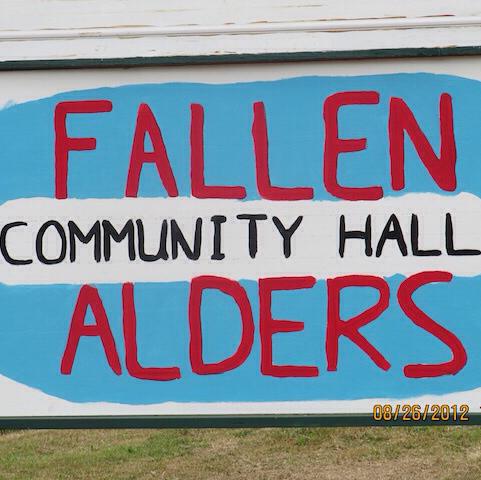 FALLEN
COMMUNITY HALL
ALDERS
08/26/2012